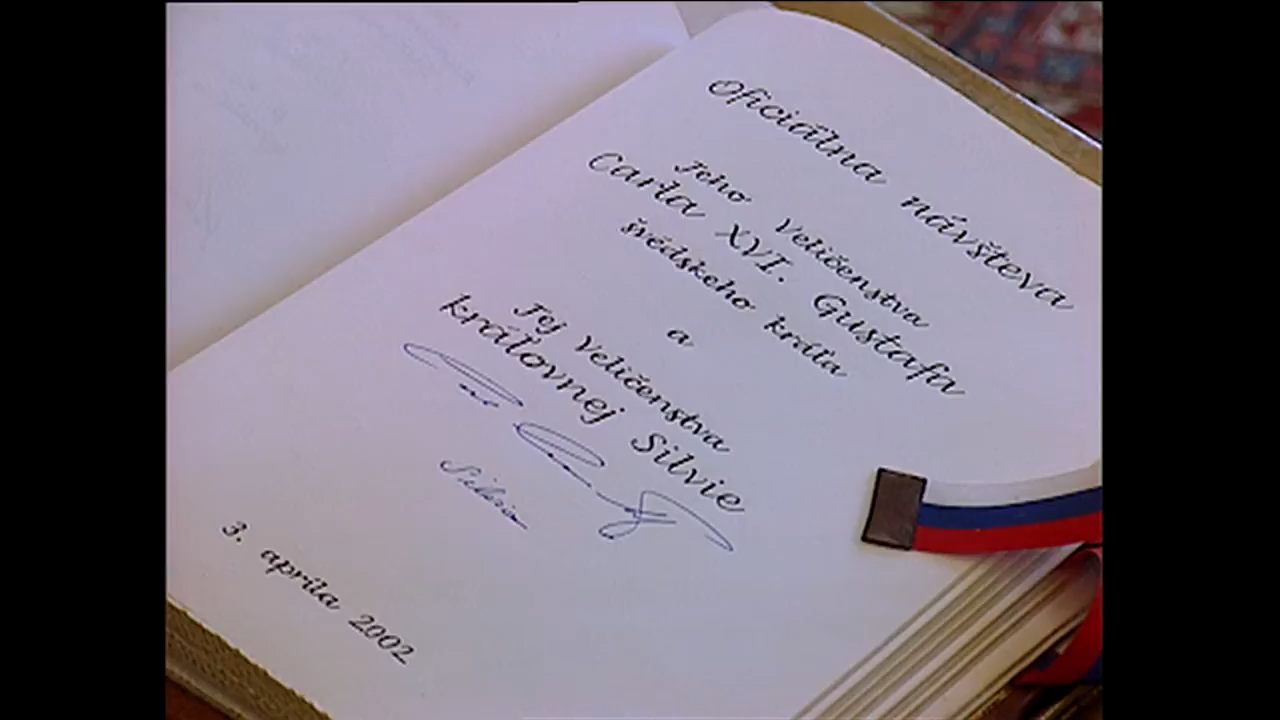 Oficiálna návšteva
Jeho Veličenstva
Carla XVI. Gustafa
švédskeho kráľa
a
Jej Veličenstva
kráľovnej Silvie
Silvia
3. apríla 2002